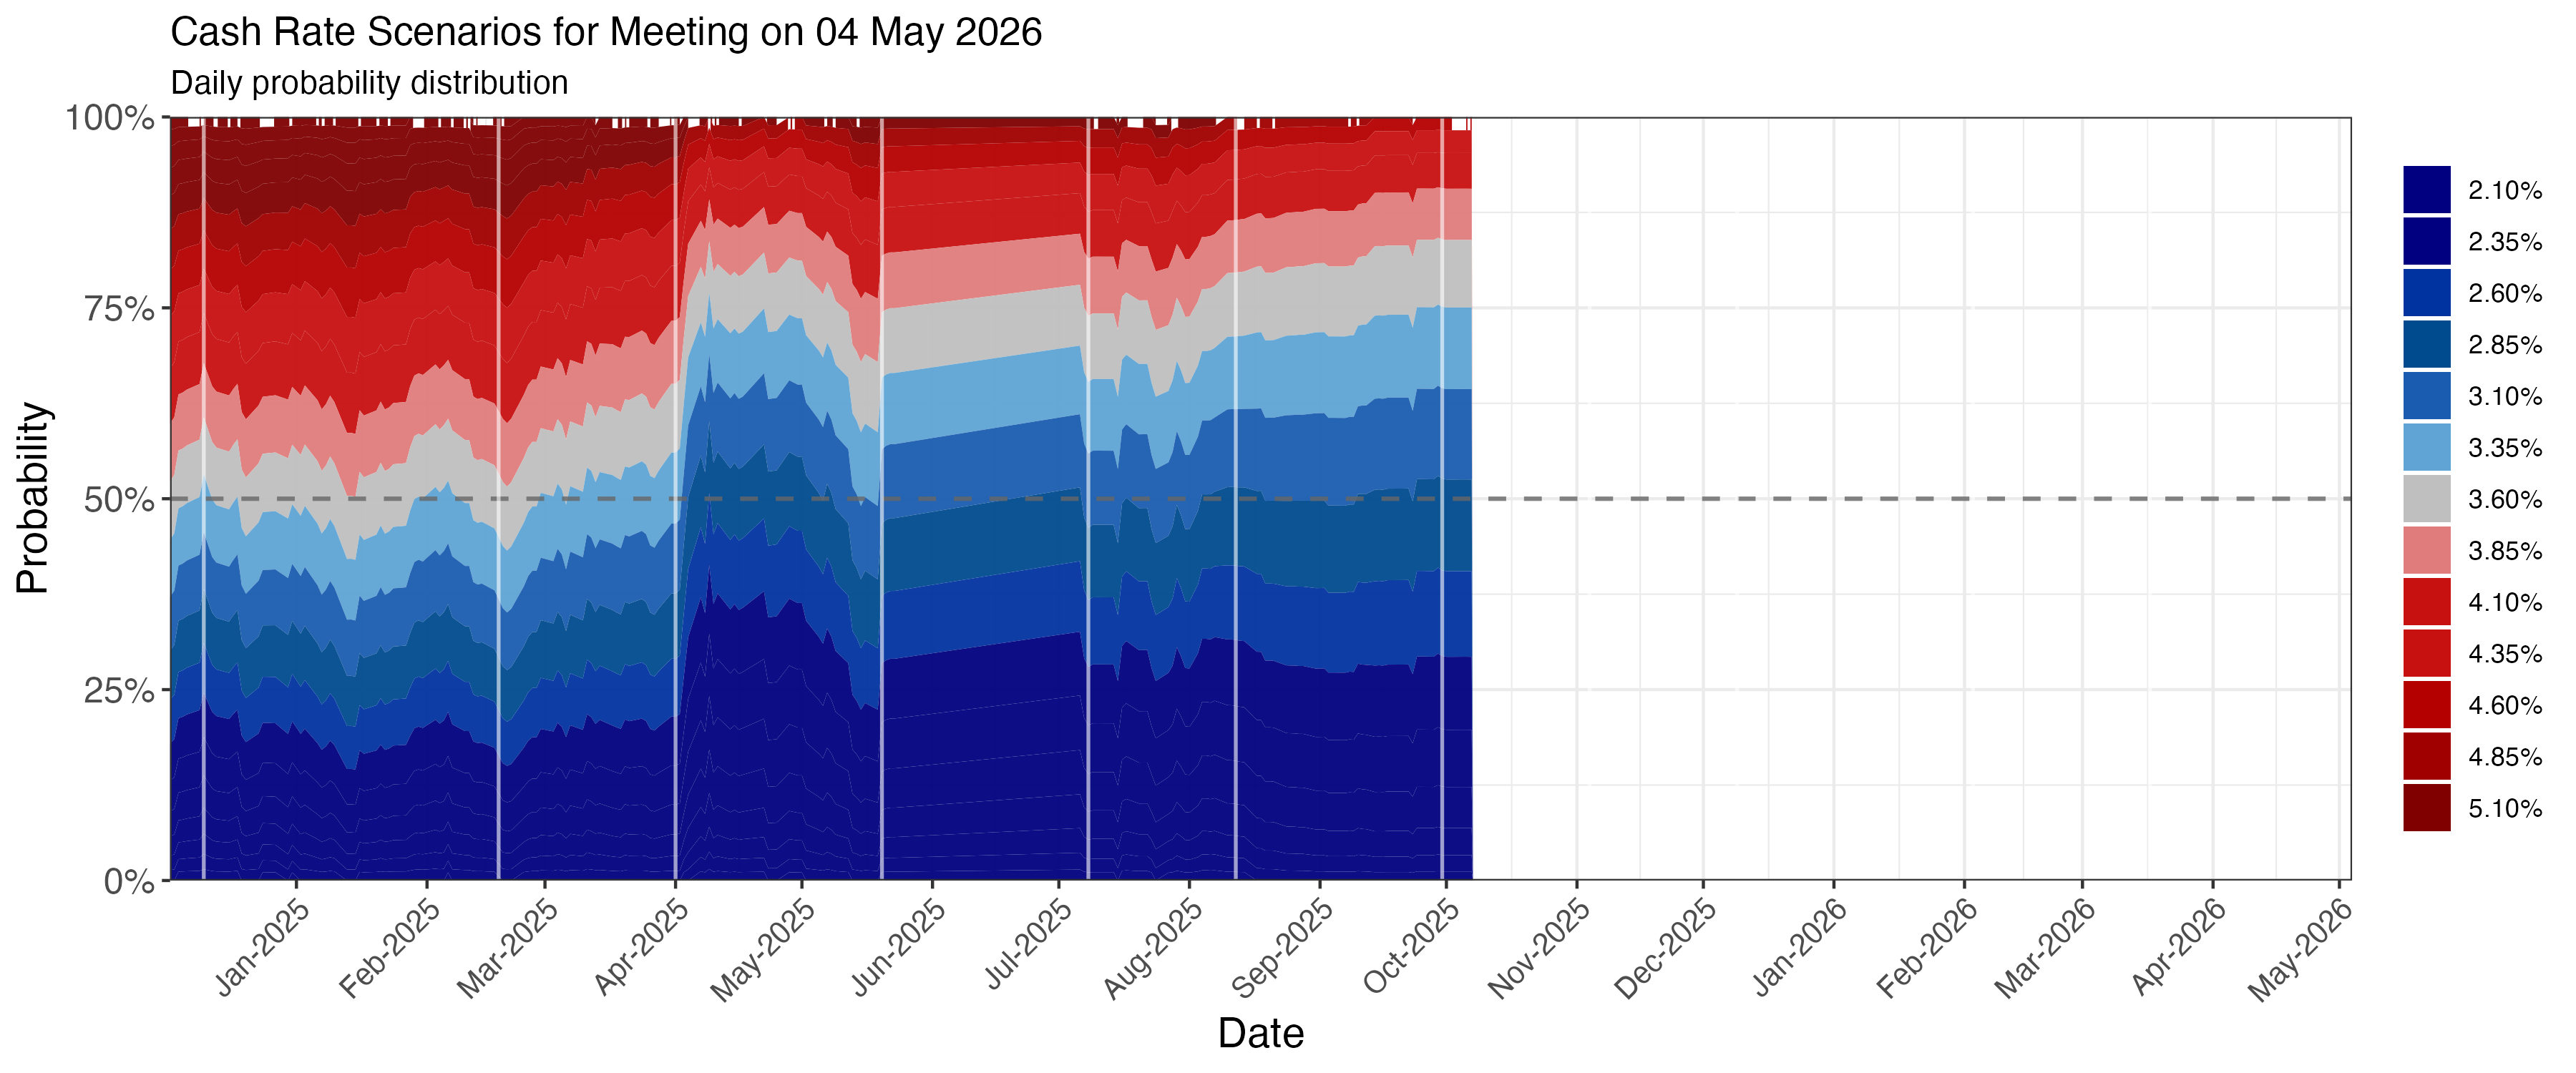 Cash Rate Scenarios for Meeting on 04 May 2026
Daily probability distribution
Probability
100%
75%
50%
25%
0%
Jan-2025
Feb-2025
Mar-2025
Apr-2025
May-2025
Jun-2025
Jul-2025
Aug-2025
Sep-2025
Oct-2025
Nov-2025
Dec-2025
Jan-2026
Feb-2026
Mar-2026
Apr-2026
May-2026
Date
2.10%
2.35%
2.60%
2.85%
3.10%
3.35%
3.60%
3.85%
4.10%
4.35%
4.60%
4.85%
5.10%